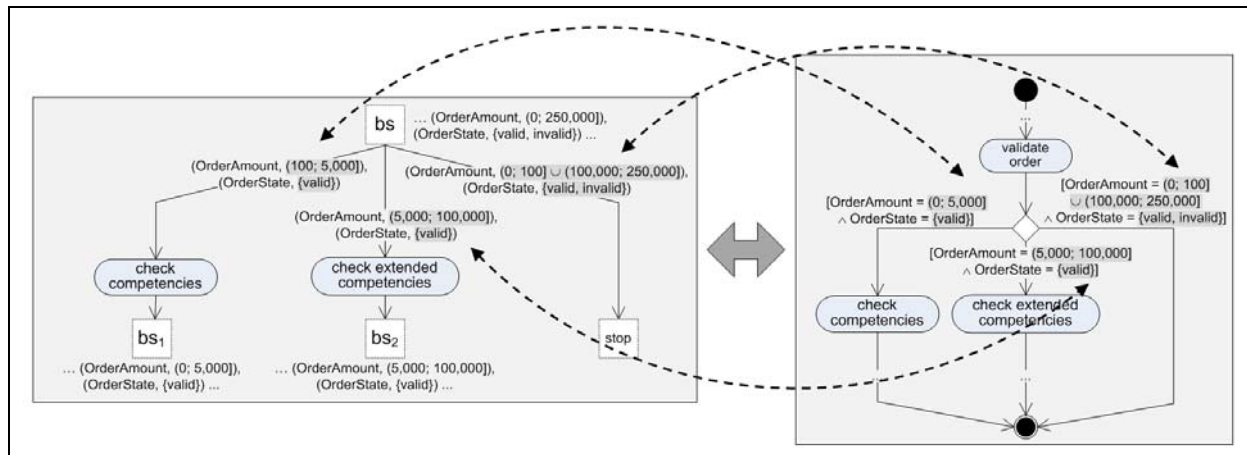 bs
... (OrderAmount, (0; 250,000]),
(OrderState, {valid, invalid}) ...
(OrderAmount, (100; 5,000]),
(OrderState, {valid})
(OrderAmount, (0; 100] ∪ (100,000; 250,000]),
(OrderState, {valid, invalid})
(OrderAmount, (5,000; 100,000]),
(OrderState, {valid})
check
competencies
check extended
competencies
bs1
bs2
stop
... (OrderAmount, (0; 5,000]),
(OrderState, {valid}) ...
... (OrderAmount, (5,000; 100,000]),
(OrderState, {valid}) ...
...
validate
order
[OrderAmount = (0; 5,000]
∧ OrderState = {valid}]
[OrderAmount = (0; 100]
∪ (100,000; 250,000]
∧ OrderState = {valid, invalid}]
[OrderAmount = (5,000; 100,000]
∧ OrderState = {valid}]
check
competencies
check extended
competencies
...
...